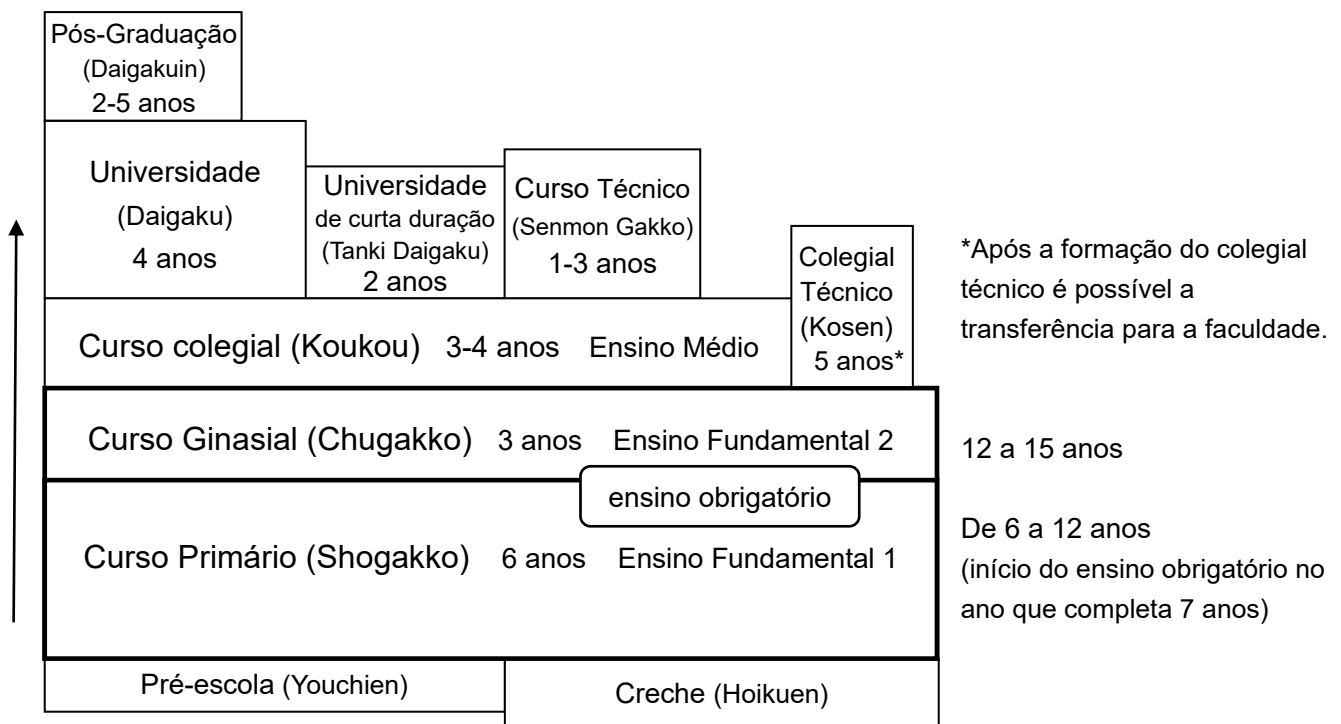 Pós-Graduação
(Daigakuin)
2-5 anos
Universidade
(Daigaku)
4 anos
Universidade
de curta duração
(Tanki Daigaku)
2 anos
Curso Técnico
(Senmon Gakko)
1-3 anos
Colegial
Técnico
(Kosen)
5 anos*
*Após a formação do colegial
técnico é possível a
transferência para a faculdade.
Curso colegial (Koukou) 3-4 anos Ensino Médio
Curso Ginasial (Chugakko) 3 anos Ensino Fundamental 2
12 a 15 anos
ensino obrigatório
Curso Primário (Shogakko) 6 anos Ensino Fundamental 1
De 6 a 12 anos
(início do ensino obrigatório no
ano que completa 7 anos)
Pré-escola (Youchien)
Creche (Hoikuen)